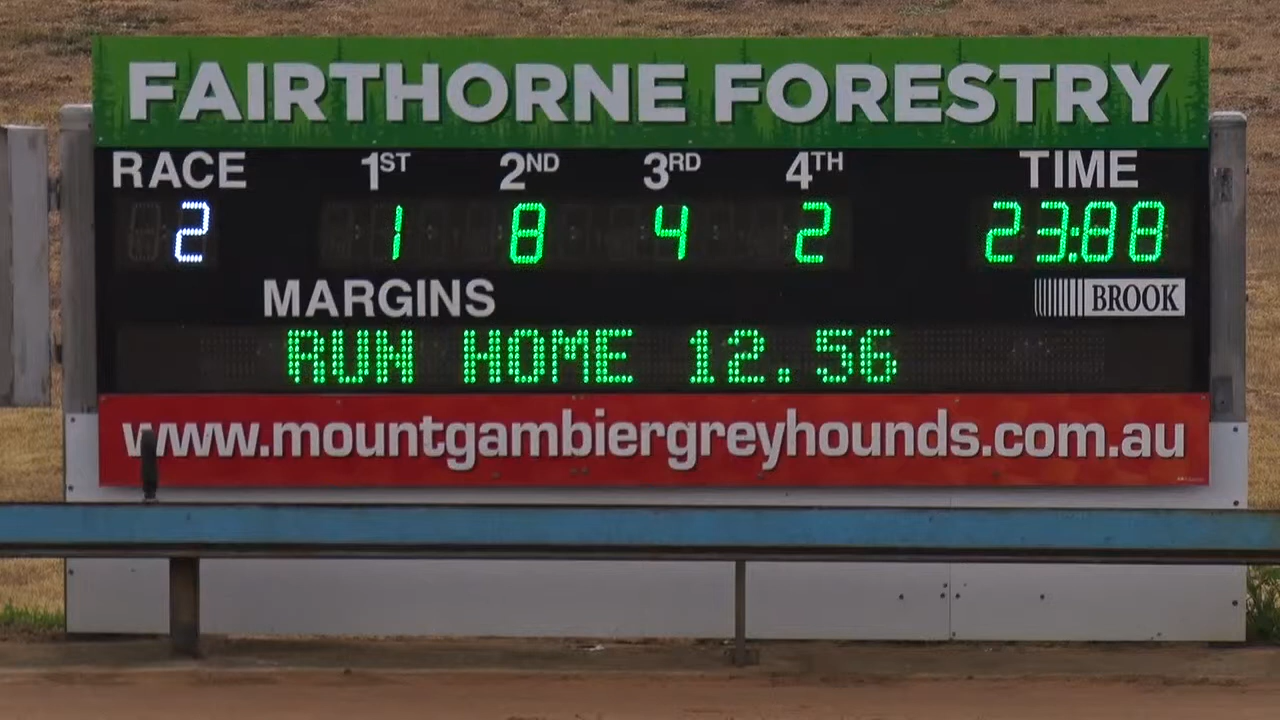 FAIRTHORNE FORESTRY
RACE 1ST 2ND 3RD 4TH TIME
2 1 8 4 2 23:88
MARGINS BROOK
RUN HOME 12.56
www.mountgambiergreyhounds.com.au